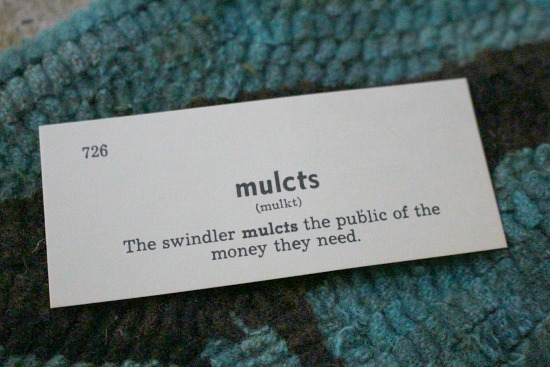 726
mulcts
(mulkt)
The swindler mulcts the public of the
money they need.